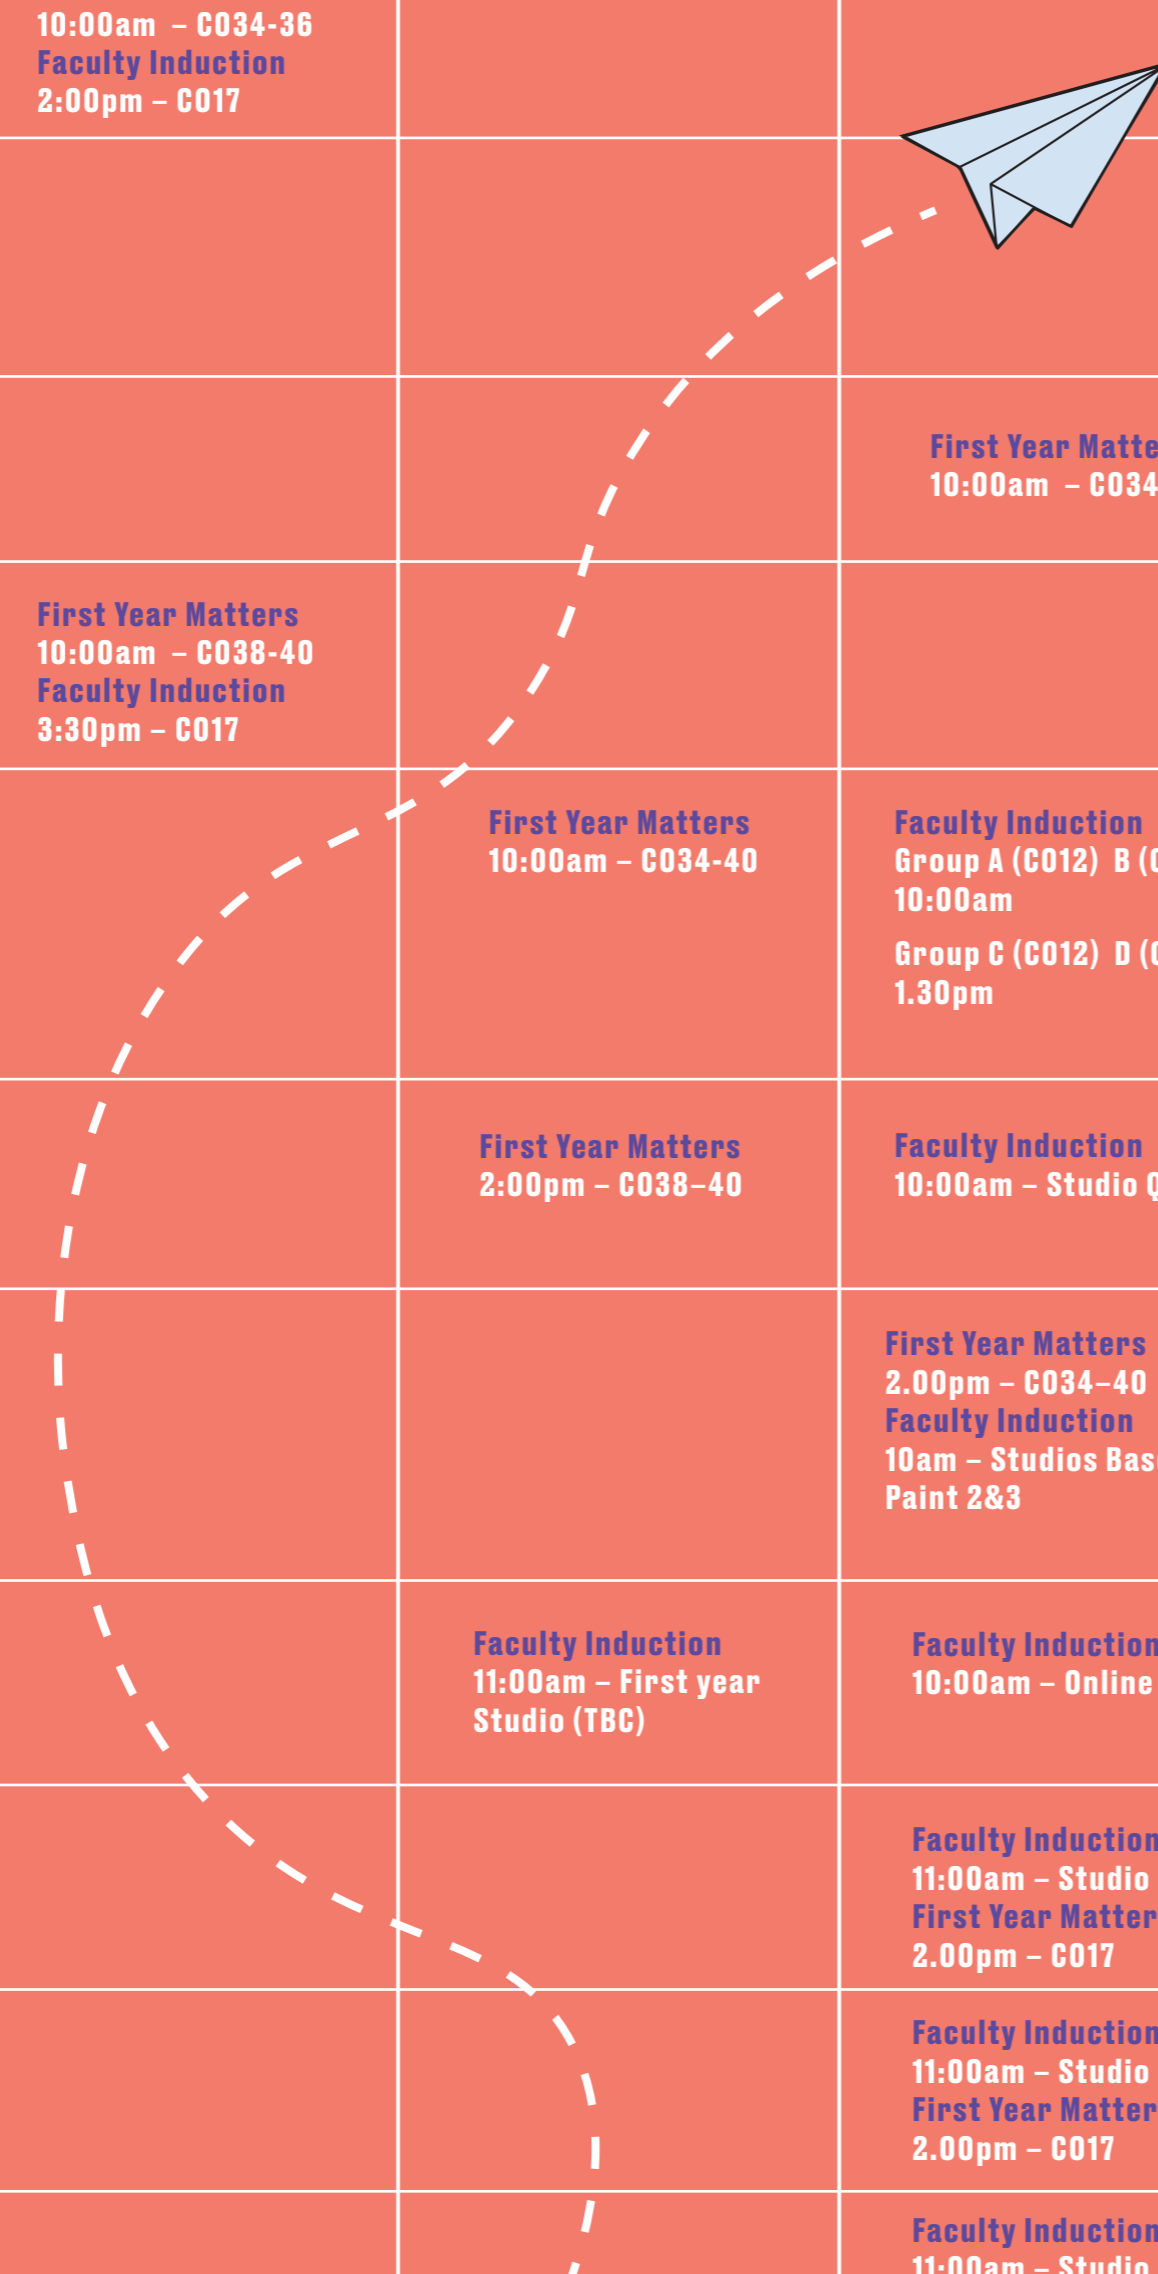 10:00am – C034-36
Faculty Induction
2:00pm – C017
First Year
10:00am – C034
First Year Matters
10:00am – C038-40
Faculty Induction
3:30pm – C017
First Year Matters
10:00am – C034-40
Faculty Induction
Group A (C012) B
10:00am
Group C (C012) D
1.30pm
First Year Matters
2:00pm – C038–40
Faculty Induction
10:00am – Studio
First Year Matters
2.00pm – C034–40
Faculty Induction
10am – Studios
Paint 2&3
Faculty Induction
11:00am – First year
Studio (TBC)
Faculty Induction
10:00am – Online
Faculty Induction
11:00am – Studio
First Year
2.00pm – C017
Faculty Induction
11:00am – Studio
First Year
2.00pm – C017
Faculty Induction
11:00am – Studio